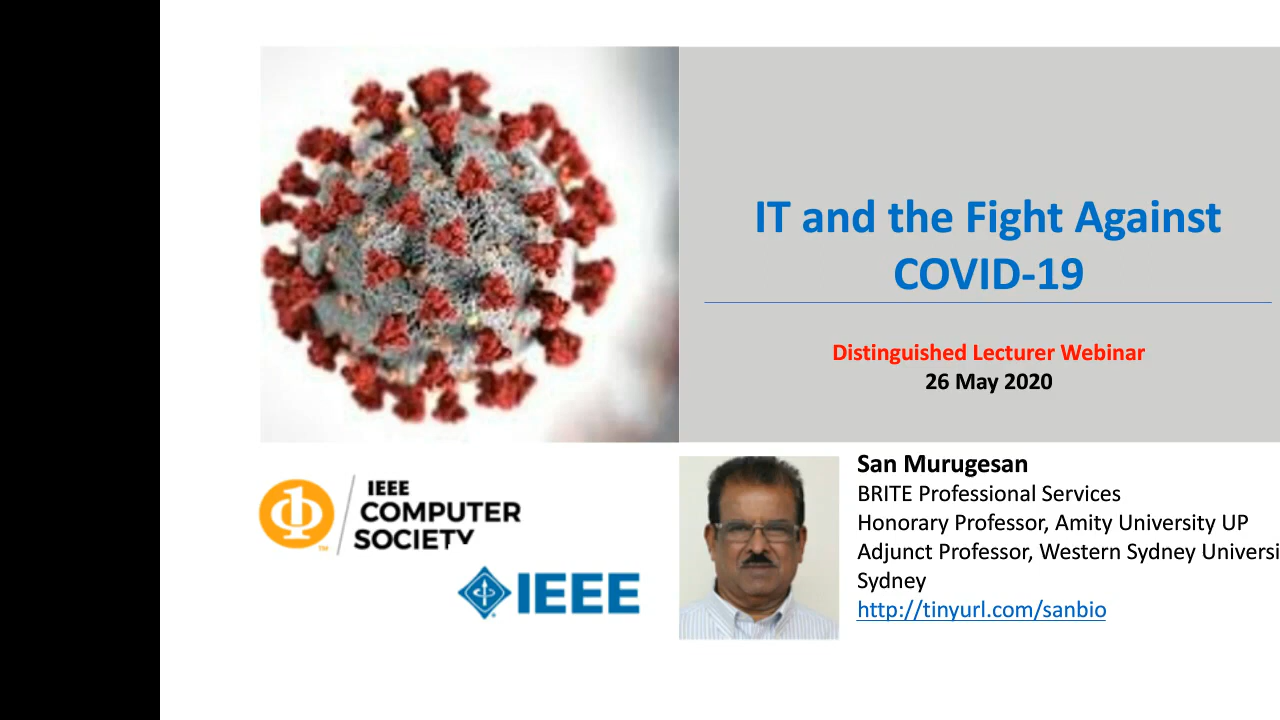 IT and the Fight Against
COVID-19
Distinguished Lecturer Webinar
26 May 2020
IEEE
COMPUTER
SOCIETY
TM
IEEE
San Murugesan
BRITE Professional Services
Honorary Professor, Amity University UP
Adjunct Professor, Western Sydney Universi
Sydney
http://tinyurl.com/sanbio